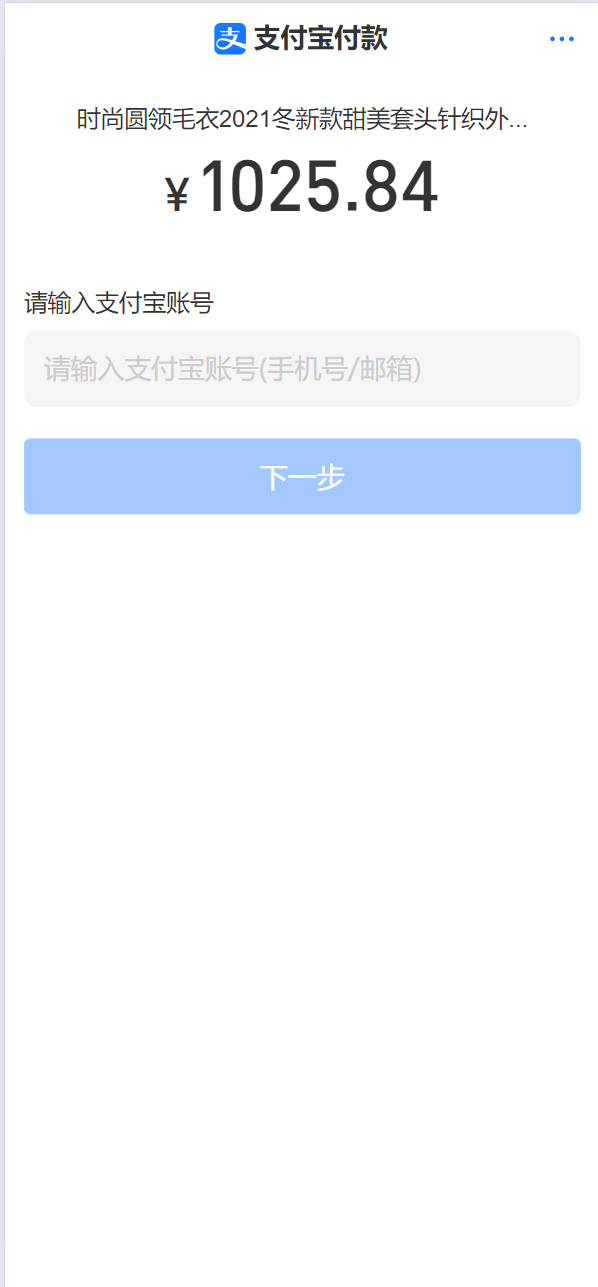 支付宝付款
时尚圆领毛衣2021冬新款甜美套头针织外...
¥ 1025.84
请输入支付宝账号
请输入支付宝账号(手机号/邮箱)
下一步